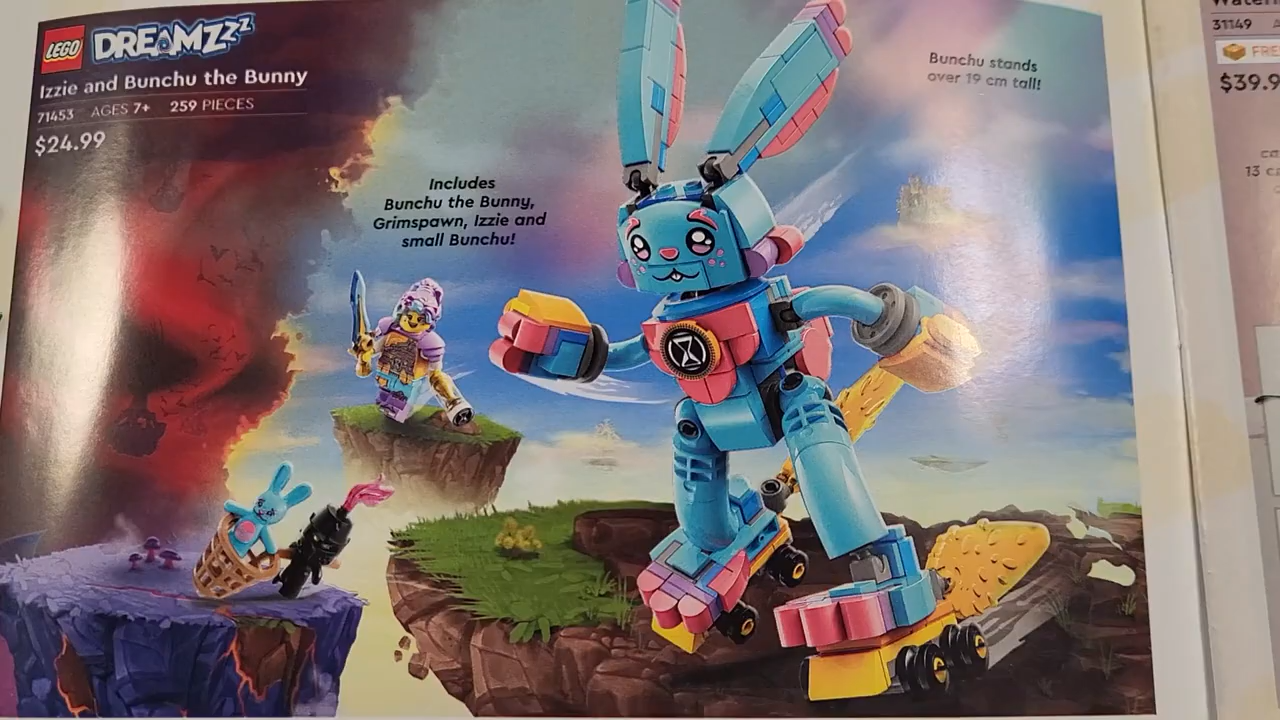 LEGO DREAMZzz
Izzie and Bunchu the Bunny
71453 AGES 7+ 259 PIECES
$24.99
Includes
Bunchu the Bunny,
Grimspawn, Izzie and
small Bunchu!
Bunchu stands
over 19 cm tall!
31149
$39.9
13